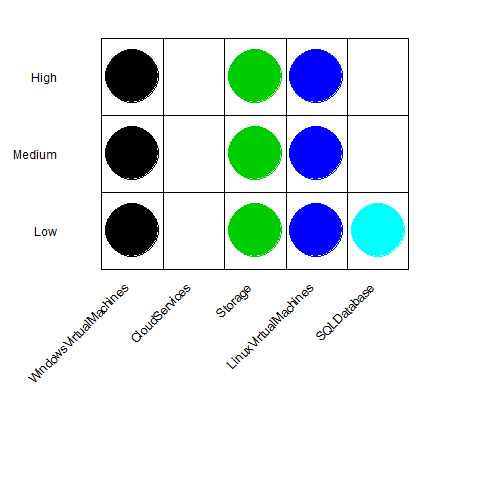 High
Medium
Low
WindowsVirtualMachines
CloudServices
Storage
LinuxVirtualMachines
SQLDatabase